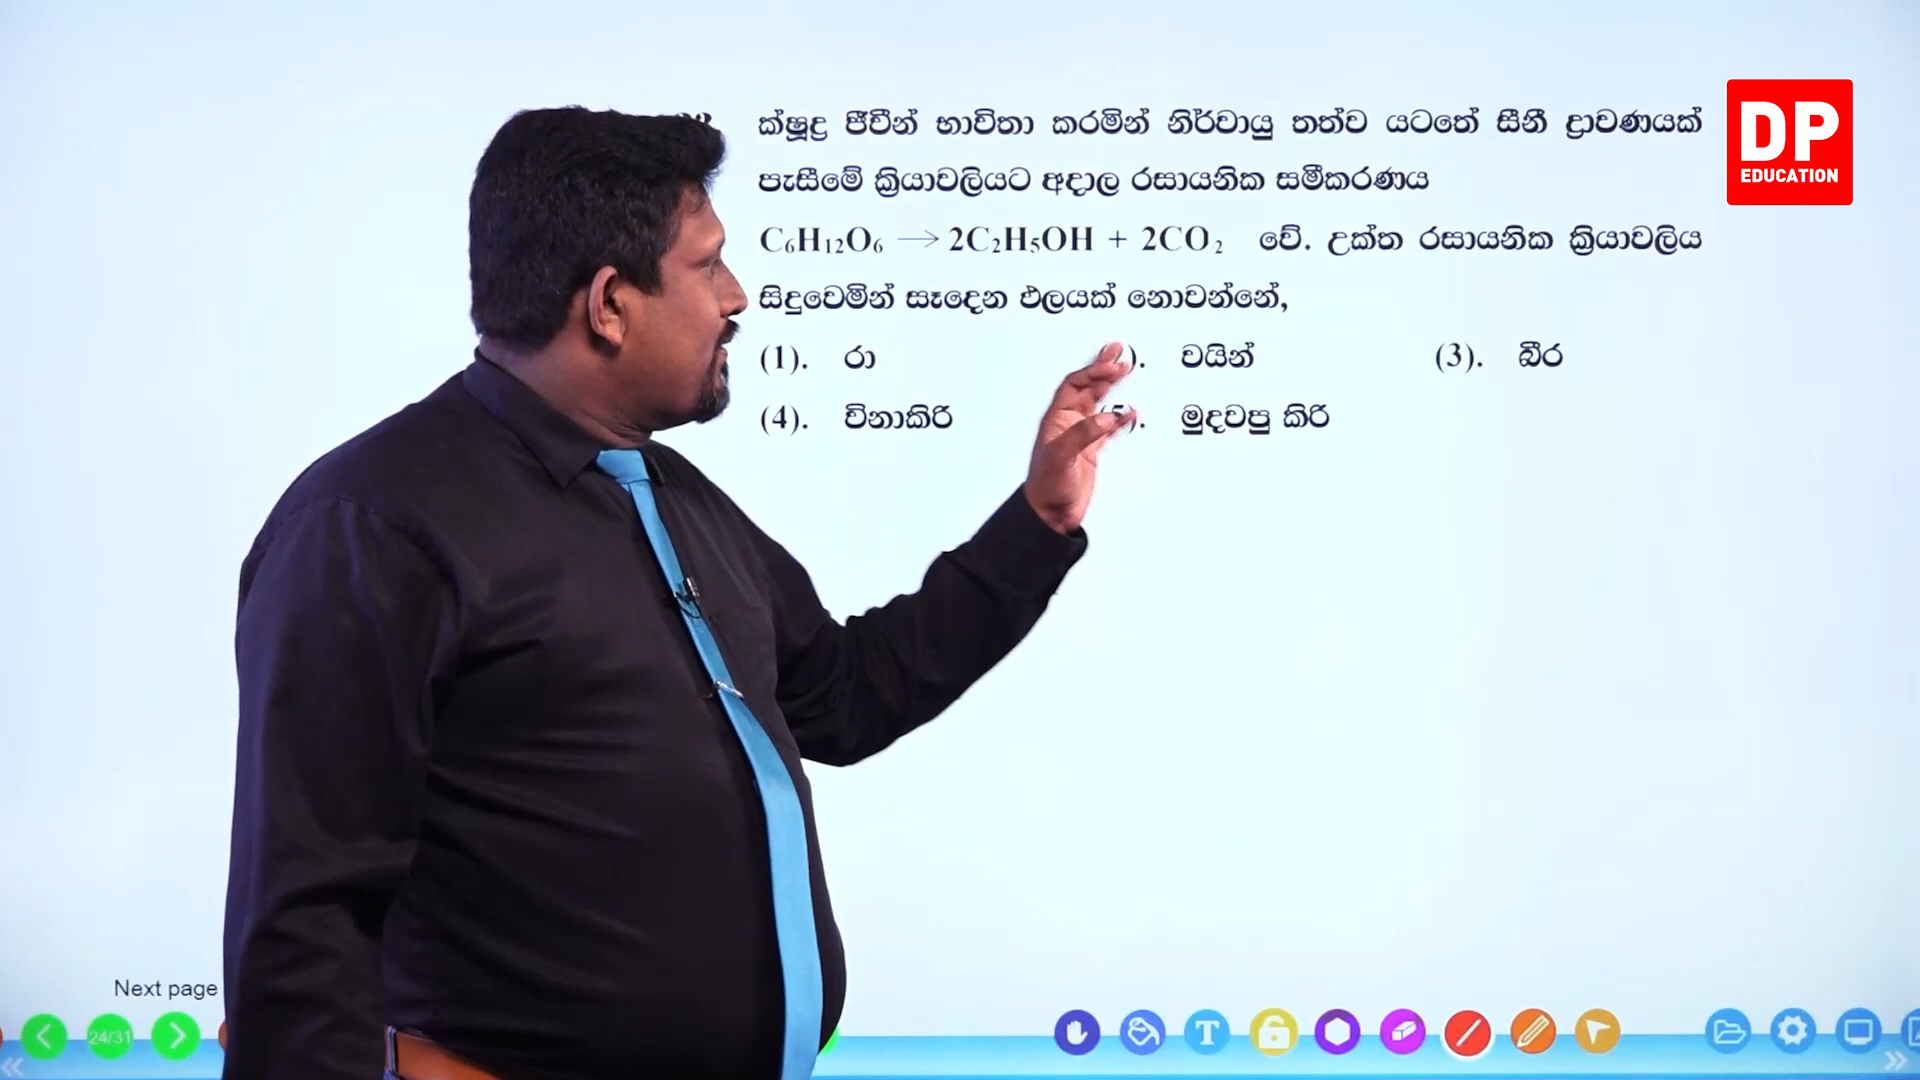 ක්ෂුද්‍ර ජීවීන් භාවිතා කරමින් නිර්වායු තත්ව යටතේ සීනී ද්‍රාවණයක්
පැසීමේ ක්‍රියාවලියට අදාල රසායනික සමීකරණය
C₆H₁₂O₆ → 2C₂H₅OH + 2CO₂ වේ. උක්ත රසායනික ක්‍රියාවලිය
සිදුවෙමින් සෑදෙන ඵලයක් නොවන්නේ,
(1). රා වයින් (3). බීර
(4). විනාකිරි (5). මුදවපු කිරි
DP
EDUCATION
Next page
24/31
T